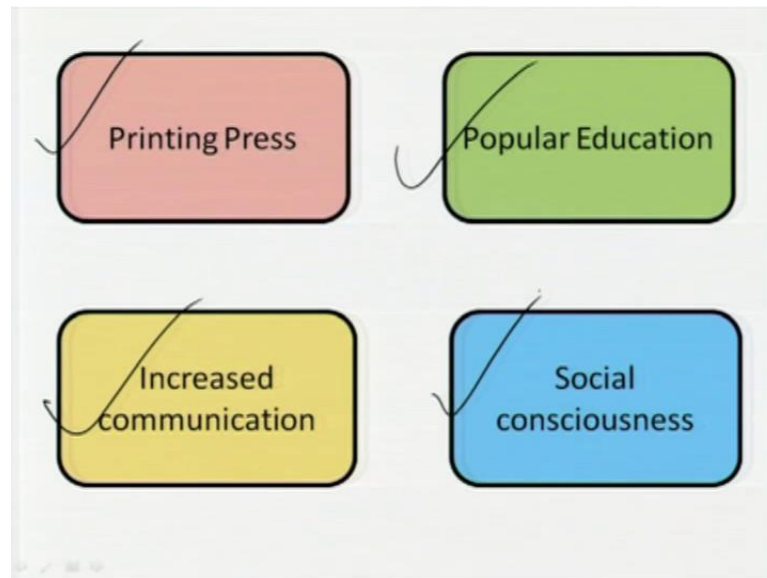 Printing Press
Popular Education
Increased
communication
Social
consciousness